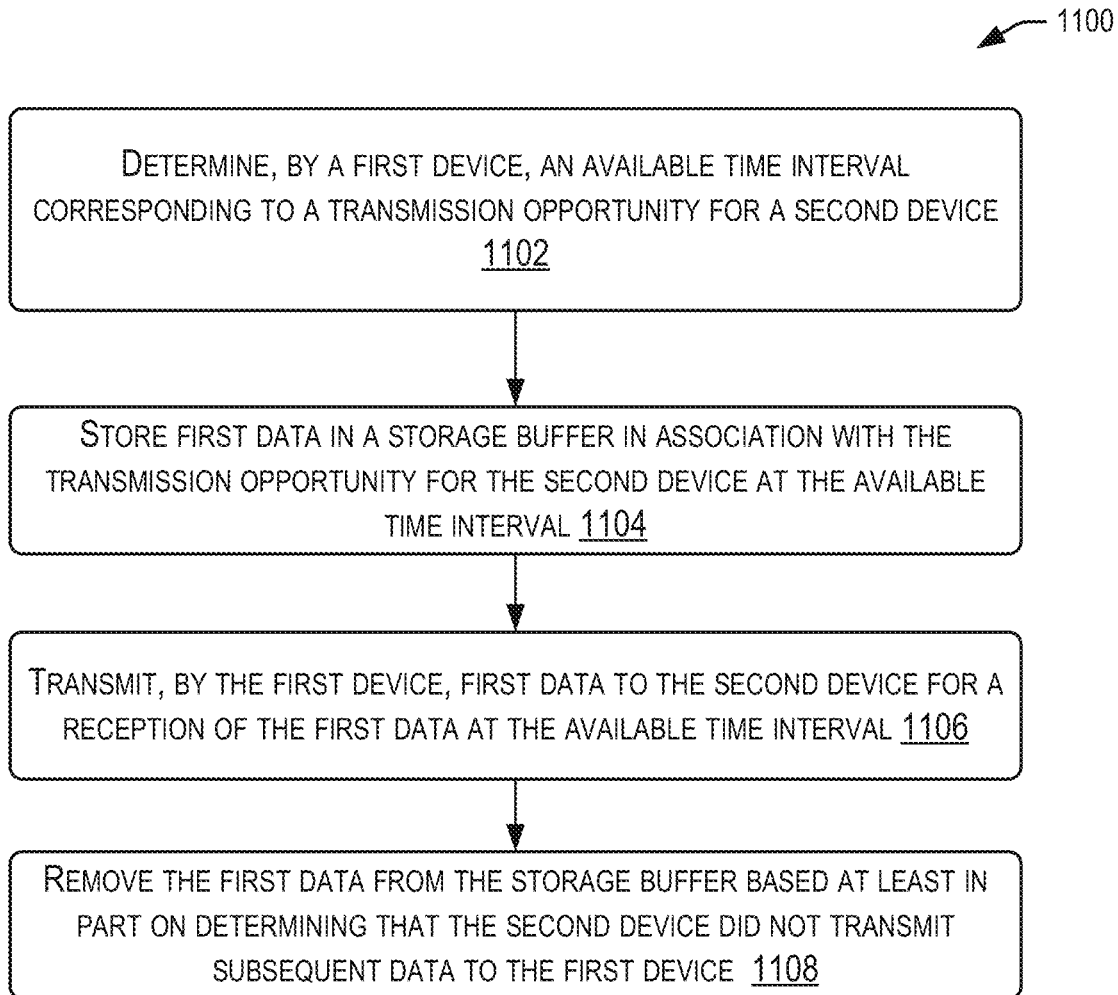 1100
DETERMINE, BY A FIRST DEVICE, AN AVAILABLE TIME INTERVAL
CORRESPONDING TO A TRANSMISSION OPPORTUNITY FOR A SECOND DEVICE
1102
STORE FIRST DATA IN A STORAGE BUFFER IN ASSOCIATION WITH THE
TRANSMISSION OPPORTUNITY FOR THE SECOND DEVICE AT THE AVAILABLE
TIME INTERVAL 1104
TRANSMIT, BY THE FIRST DEVICE, FIRST DATA TO THE SECOND DEVICE FOR A
RECEPTION OF THE FIRST DATA AT THE AVAILABLE TIME INTERVAL 1106
REMOVE THE FIRST DATA FROM THE STORAGE BUFFER BASED AT LEAST IN
PART ON DETERMINING THAT THE SECOND DEVICE DID NOT TRANSMIT
SUBSEQUENT DATA TO THE FIRST DEVICE 1108